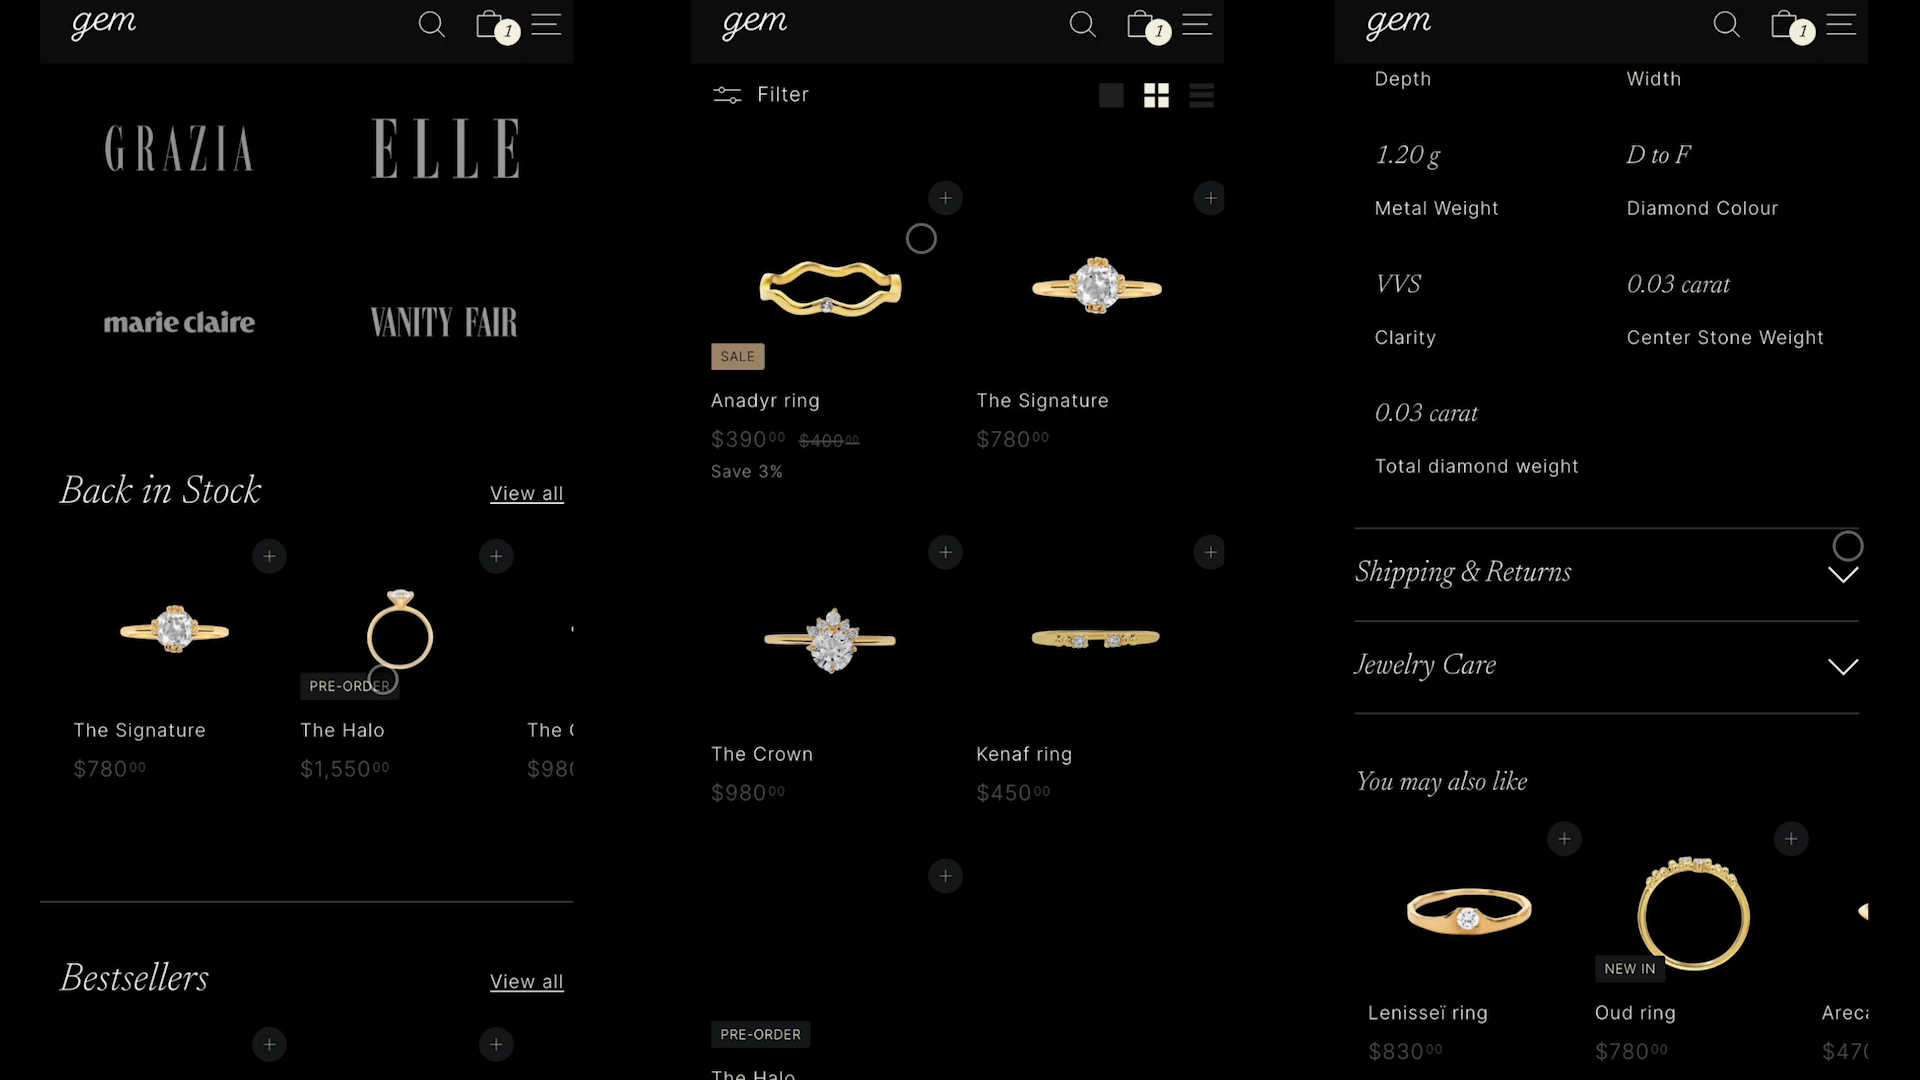 gem
1
GRAZIA
ELLE
marie claire
VANITY FAIR
Back in Stock
View all
PRE-ORDER
The Signature
The Halo
$780⁰⁰
$1,550⁰⁰
Bestsellers
View all
gem
1
Filter
SALE
Anadyr ring
The Signature
$390⁰⁰ $400⁰⁰
$780⁰⁰
Save 3%
The Crown
Kenaf ring
$980⁰⁰
$450⁰⁰
PRE-ORDER
The Halo
gem
1
Depth
Width
1.20 g
D to F
Metal Weight
Diamond Colour
VVS
0.03 carat
Clarity
Center Stone Weight
0.03 carat
Total diamond weight
Shipping & Returns
Jewelry Care
You may also like
NEW IN
Lenisseï ring
Oud ring
$830⁰⁰
$780⁰⁰